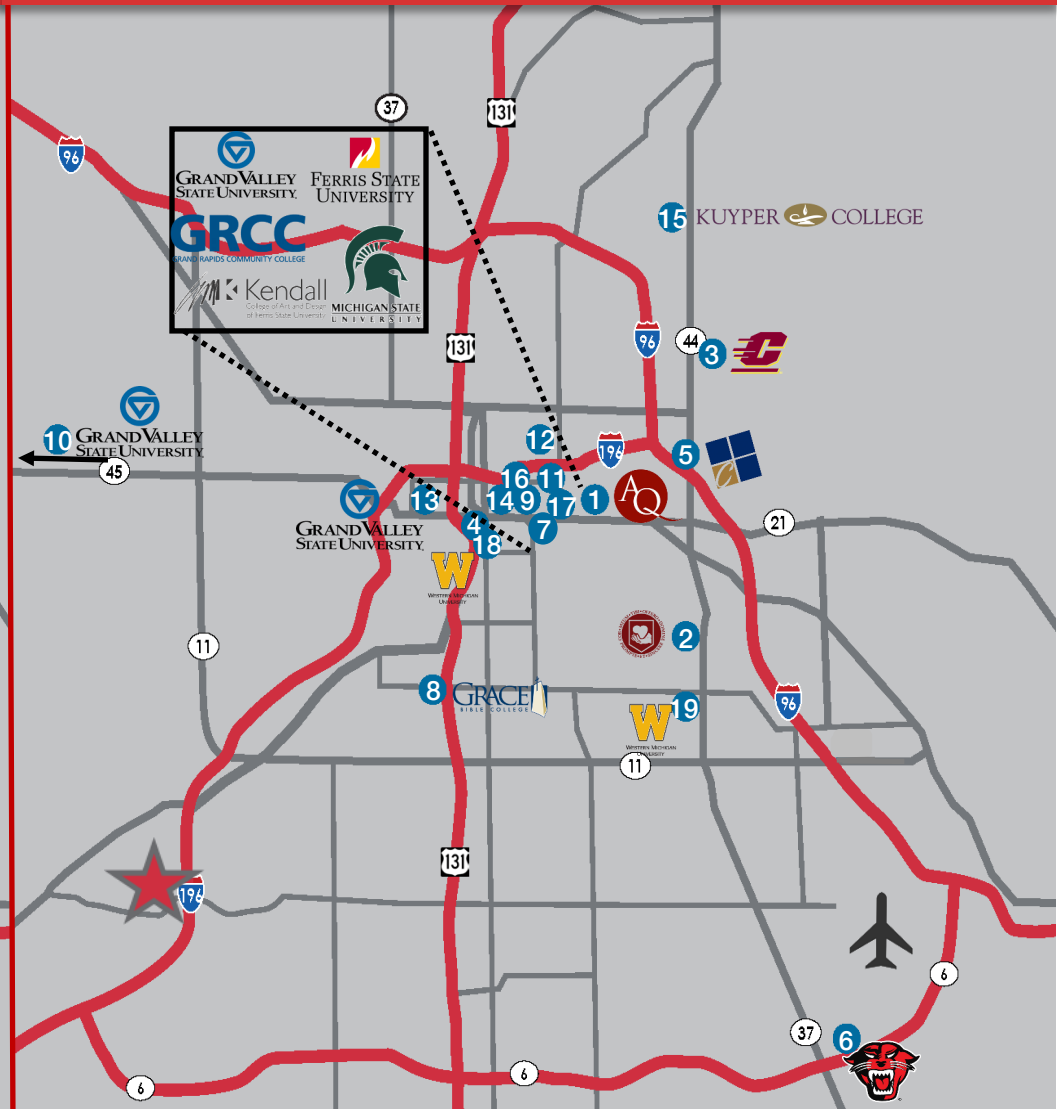 37
131
96
GRAND VALLEY
STATE UNIVERSITY.
FERRIS STATE
UNIVERSITY
GRCC
GRAND RAPIDS COMMUNITY COLLEGE
Kendall
College of Art and Design
of Ferris State University
MICHIGAN STATE
UNIVERSITY
15 KUYPER COLLEGE
131
96
44
3
C
10
GRAND VALLEY
STATE UNIVERSITY.
45
12
196
5
C
16
11
13
14
9
17
1
AQ
4
7
18
21
GRAND VALLEY
STATE UNIVERSITY.
W
WESTERN MICHIGAN
UNIVERSITY
11
2
8
GRACE
BIBLE COLLEGE
19
W
WESTERN MICHIGAN
UNIVERSITY
96
11
131
196
6
37
6
6
6